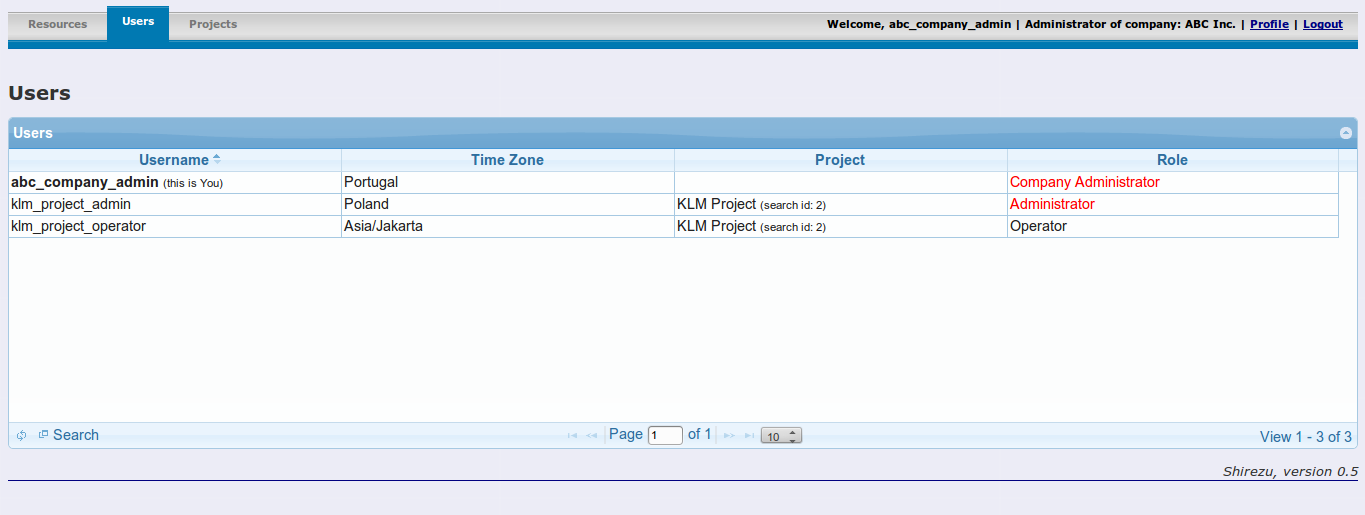 Resources Users Projects Welcome, abc_company_admin | Administrator of company: ABC Inc. | Profile | Logout
Users
Users
Username Time Zone Project Role
abc_company_admin (this is You) Portugal Company Administrator
klm_project_admin Poland KLM Project (search id: 2) Administrator
klm_project_operator Asia/Jakarta KLM Project (search id: 2) Operator
Search Page 1 of 1 10 View 1 - 3 of 3
Shirezu, version 0.5